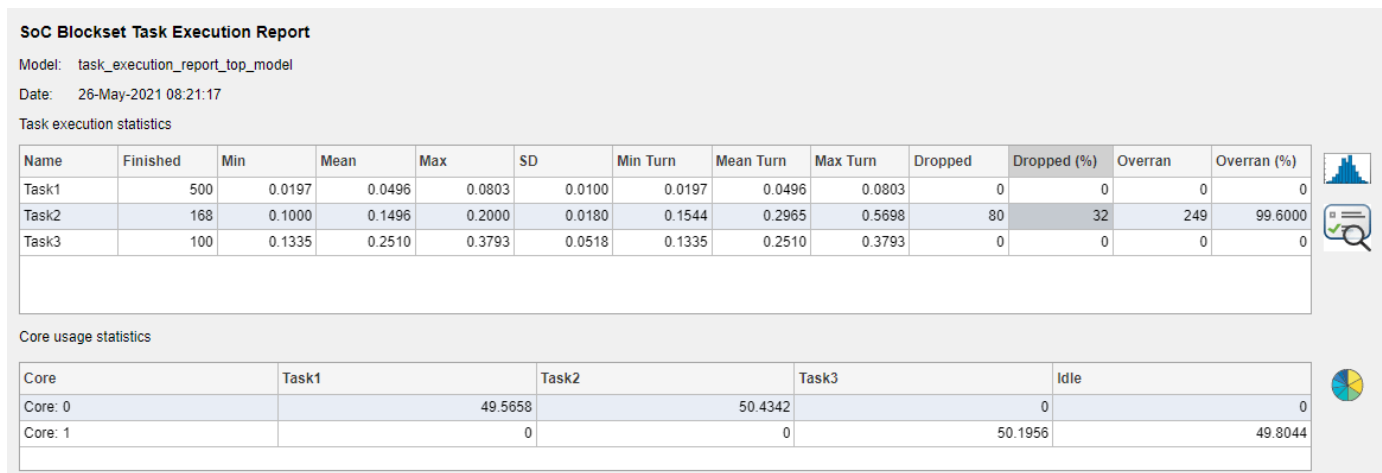 SoC Blockset Task Execution Report
Model: task_execution_report_top_model
Date: 26-May-2021 08:21:17
Task execution statistics
Name Finished Min Mean Max SD Min Turn Mean Turn Max Turn Dropped Dropped (%) Overran Overran (%)
Task1 500 0.0197 0.0496 0.0803 0.0100 0.0197 0.0496 0.0803 0 0 0 0
Task2 168 0.1000 0.1496 0.2000 0.0180 0.1544 0.2965 0.5698 80 32 249 99.6000
Task3 100 0.1335 0.2510 0.3793 0.0518 0.1335 0.2510 0.3793 0 0 0 0
Core usage statistics
Core Task1 Task2 Task3 Idle
Core: 0 49.5658 50.4342 0 0
Core: 1 0 0 50.1956 49.8044